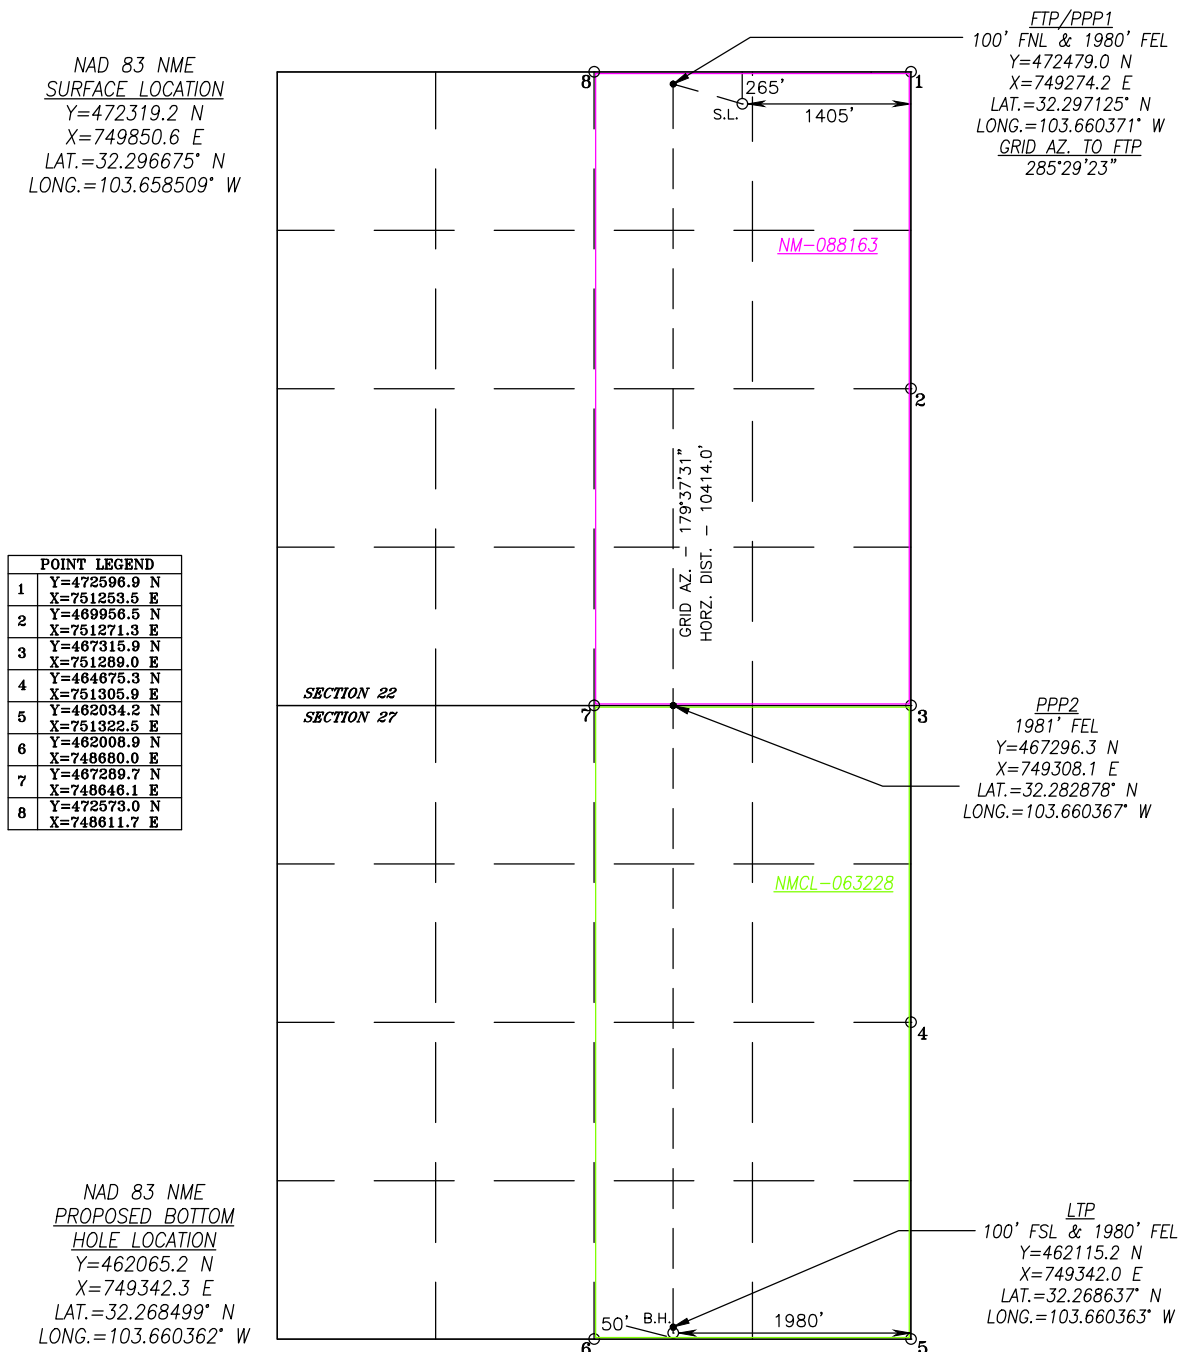 NAD 83 NME
SURFACE LOCATION
Y=472319.2 N
X=749850.6 E
LAT.=32.296675° N
LONG.=103.658509° W
FTP/PPP1
100' FNL & 1980' FEL
Y=472479.0 N
X=749274.2 E
LAT.=32.297125° N
LONG.=103.660371° W
GRID AZ. TO FTP
285°29'23"
8
1
265'
S.L.
1405'
NM-088163
2
GRID AZ. - 179°37'31"
HORZ. DIST. - 10414.0'
POINT LEGEND
1 Y=472596.9 N
X=751253.5 E
2 Y=469956.5 N
X=751271.3 E
3 Y=467315.9 N
X=751289.0 E
4 Y=464675.3 N
X=751305.9 E
5 Y=462034.2 N
X=751322.5 E
6 Y=462008.9 N
X=748680.0 E
7 Y=467289.7 N
X=748646.1 E
8 Y=472573.0 N
X=748611.7 E
SECTION 22
SECTION 27
7
3
PPP2
1981' FEL
Y=467296.3 N
X=749308.1 E
LAT.=32.282878° N
LONG.=103.660367° W
NMCL-063228
4
NAD 83 NME
PROPOSED BOTTOM
HOLE LOCATION
Y=462065.2 N
X=749342.3 E
LAT.=32.268499° N
LONG.=103.660362° W
LTP
100' FSL & 1980' FEL
Y=462115.2 N
X=749342.0 E
LAT.=32.268637° N
LONG.=103.660363° W
50'
B.H.
1980'
6
5